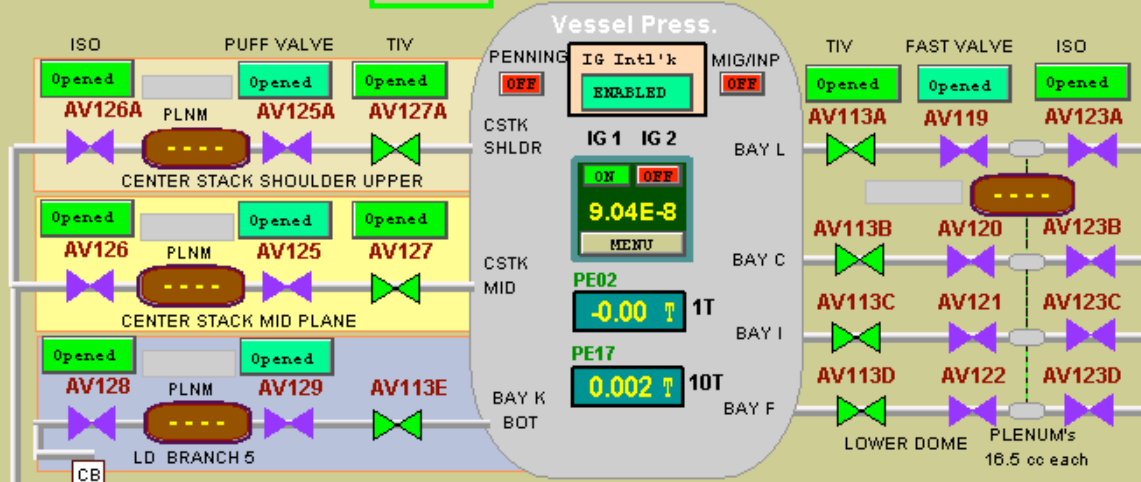 Vessel Press.
ISO PUFF VALVE TIV
PENNING IG Intl'k MIG/INP
TIV FAST VALVE ISO
Opened Opened Opened
OFF ENABLED OFF
Opened Opened Opened
AV126A PLNM AV125A AV127A
AV113A AV119 AV123A
CSTK
SHLDR
IG 1 IG 2
BAY L
----
CENTER STACK SHOULDER UPPER
ON OFF
9.04E-8
MENU
----
Opened Opened Opened
AV126 PLNM AV125 AV127
AV113B AV120 AV123B
CSTK
MID
BAY C
----
CENTER STACK MID PLANE
PE02
-0.00 T 1T
AV113C AV121 AV123C
BAY I
Opened Opened
PE17
0.002 T 10T
AV128 PLNM AV129 AV113E
AV113D AV122 AV123D
BAY K
BOT
BAY F
----
LD BRANCH 5
CB
LOWER DOME PLENUM's
16.5 cc each